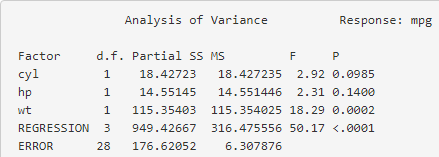 Analysis of Variance Response: mpg
Factor d.f. Partial SS MS F P
cyl 1 18.42723 18.427235 2.92 0.0985
hp 1 14.55145 14.551446 2.31 0.1400
wt 1 115.35403 115.354025 18.29 0.0002
REGRESSION 3 949.42667 316.475556 50.17 <.0001
ERROR 28 176.62052 6.307876